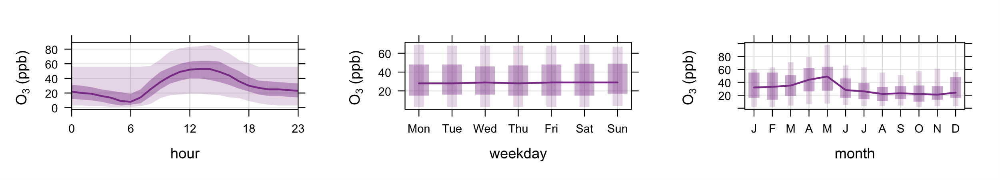 O3 (ppb)
80
60
40
20
0
0 6 12 18 23
hour
O3 (ppb)
60
40
20
Mon Tue Wed Thu Fri Sat Sun
weekday
O3 (ppb)
80
60
40
20
J F M A M J J A S O N D
month